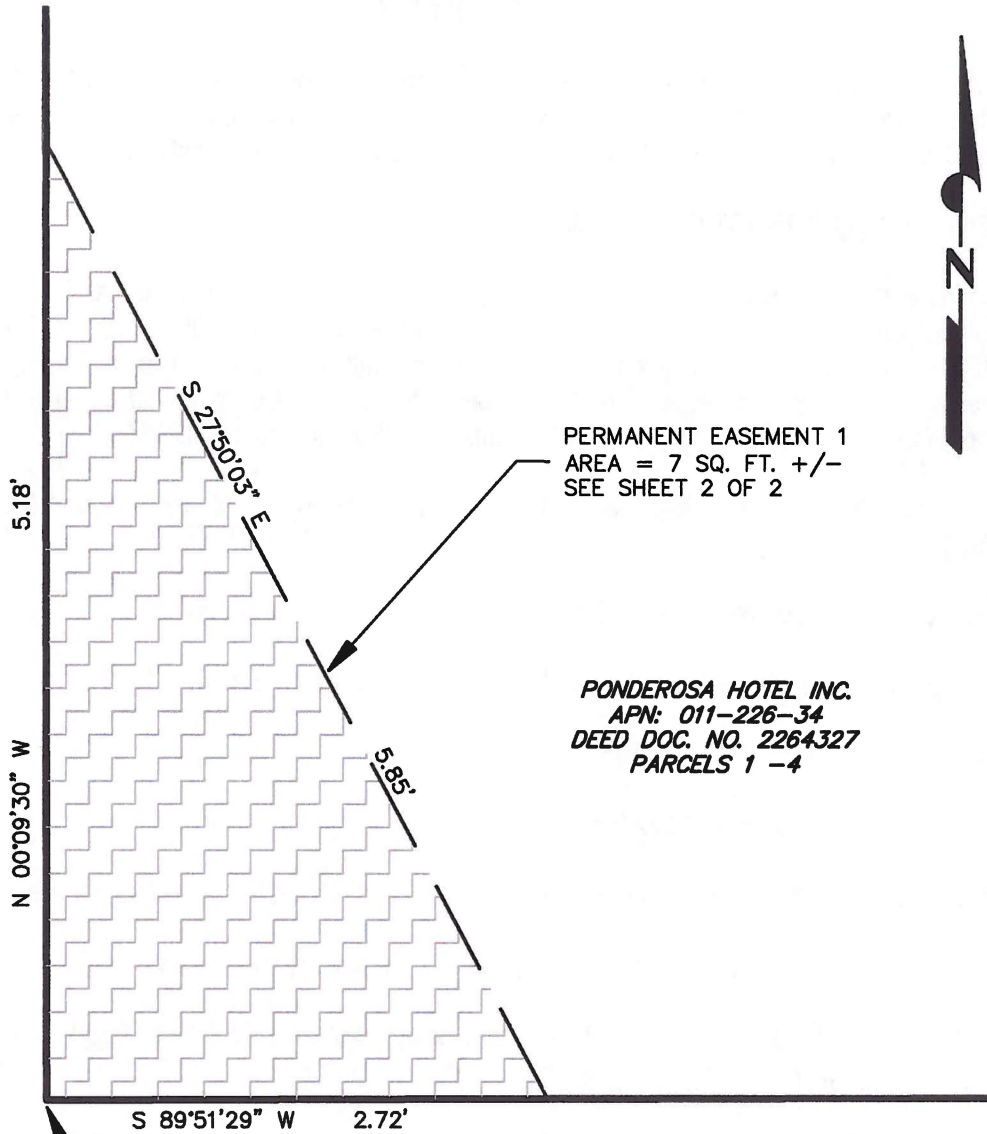 N
S 27°50'03" E
PERMANENT EASEMENT 1
AREA = 7 SQ. FT. +/-
SEE SHEET 2 OF 2
5.18'
PONDEROSA HOTEL INC.
APN: 011-226-34
DEED DOC. NO. 2264327
PARCELS 1 -4
5.85'
N 00°09'30" W
S 89°51'29" W 2.72'